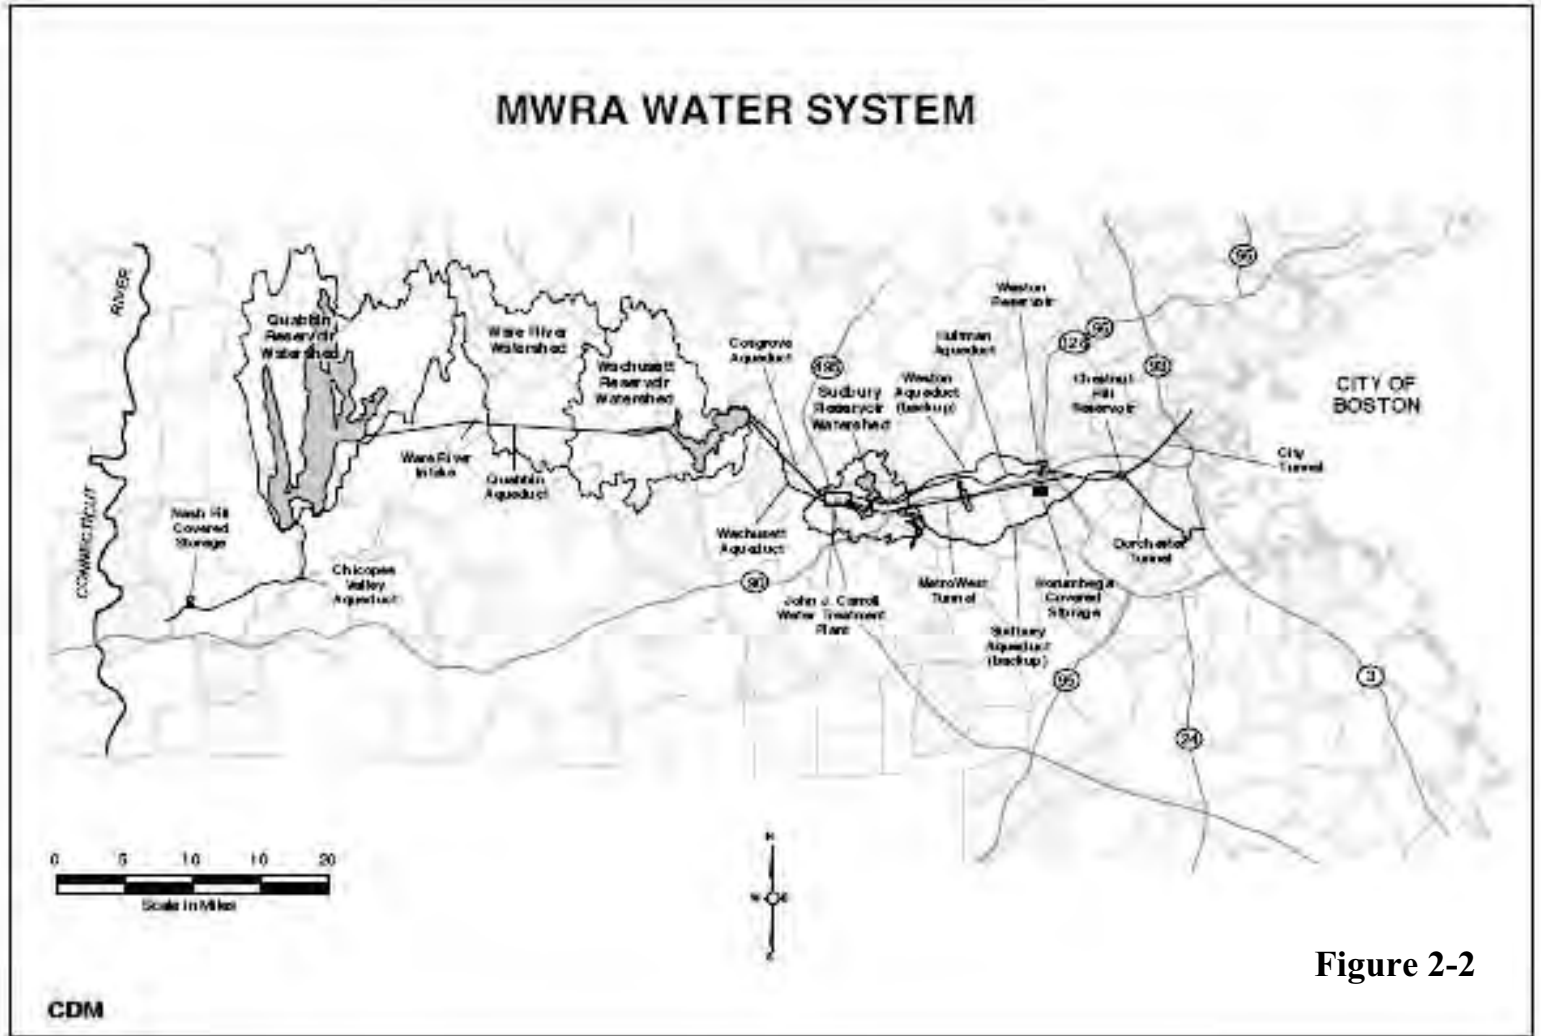 MWRA WATER SYSTEM
RIVER
CONNECTICUT
Quabbin
Reservoir
Watershed
Ware River
Watershed
Wachusett
Reservoir
Watershed
Cosgrove
Aqueduct
495
Sudbury
Reservoir
Watershed
Weston
Aqueduct
(backup)
Hultman
Aqueduct
Weston
Reservoir
95
128
95
93
Chestnut
Hill
Reservoir
CITY OF
BOSTON
City
Tunnel
Ware River
Intake
Quabbin
Aqueduct
Nash Hill
Covered
Storage
Chicopee
Valley
Aqueduct
Wachusett
Aqueduct
90
John J. Carroll
Water Treatment
Plant
MetroWest
Tunnel
Sudbury
Aqueduct
(backup)
Norumbega
Covered
Storage
Dorchester
Tunnel
95
24
3
0 5 10 10 20
Scale in Miles
N
W E
S
Figure 2-2
CDM